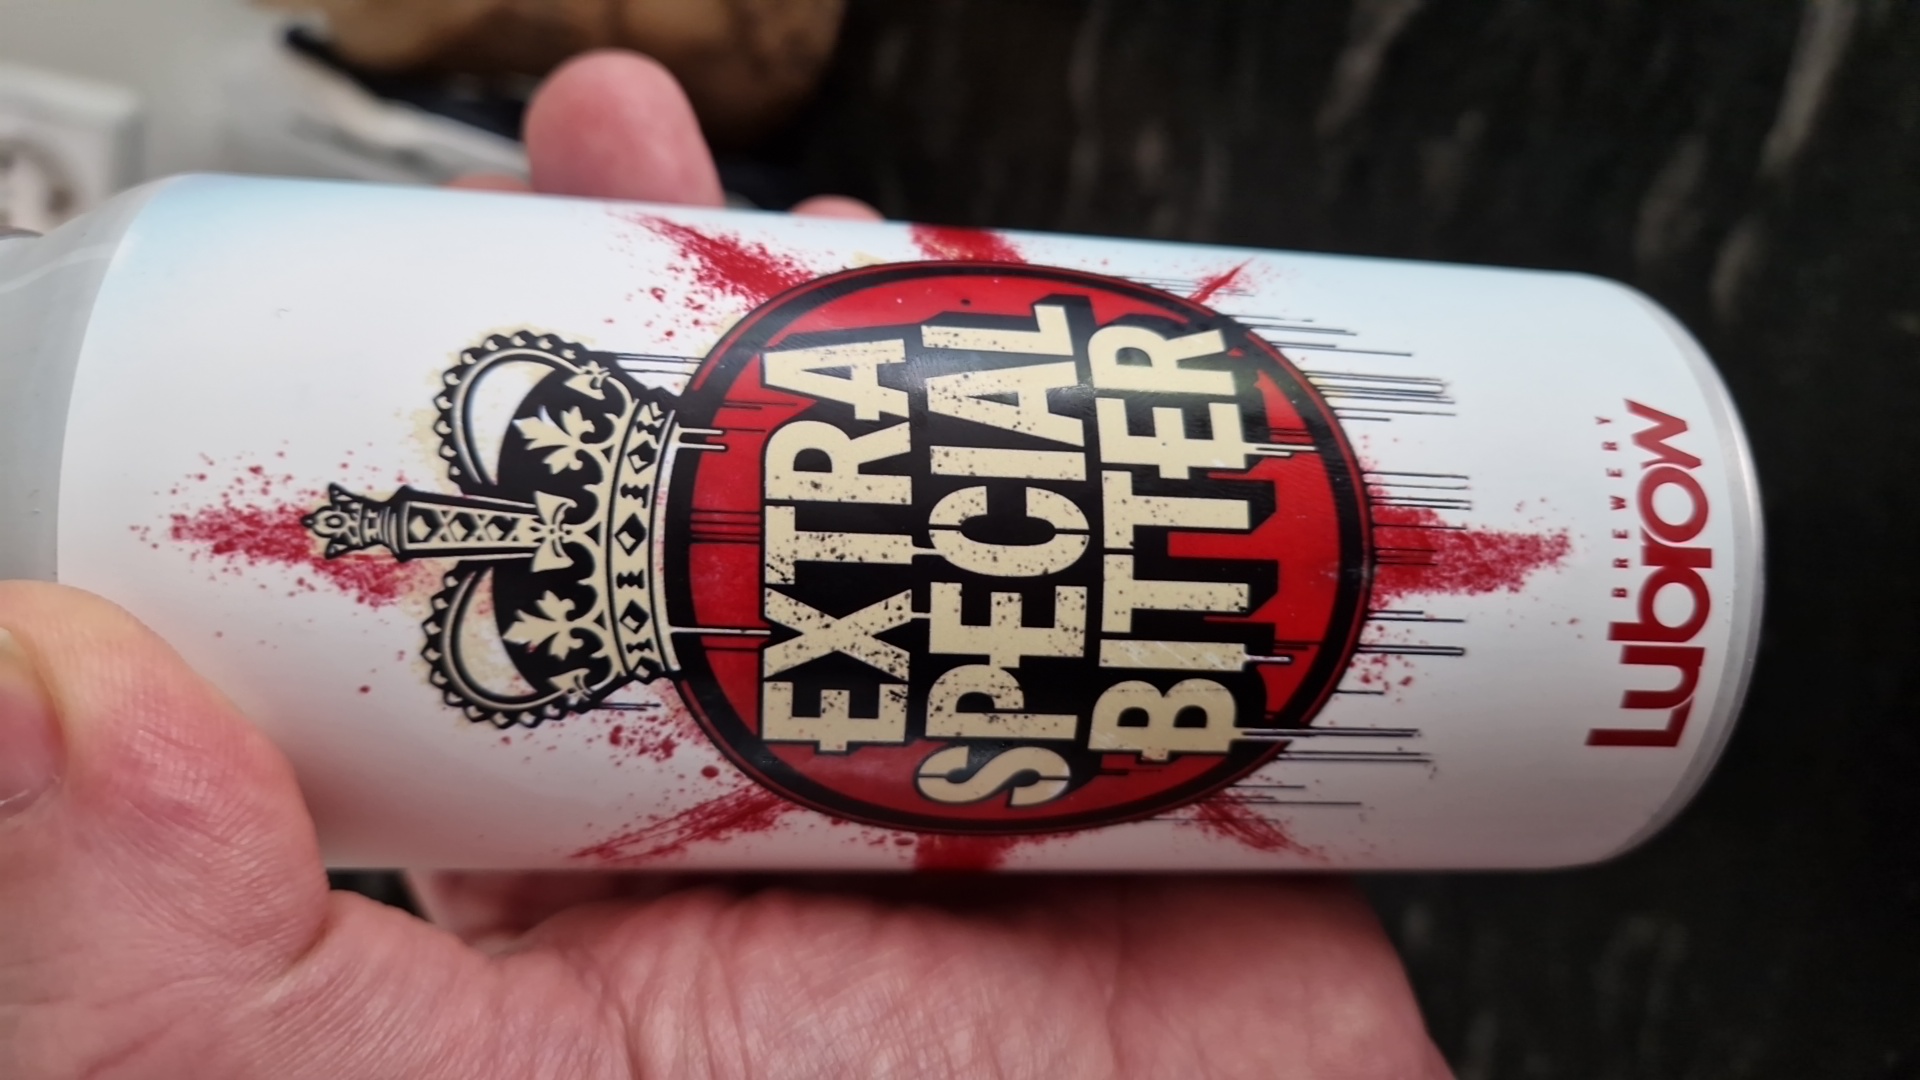 EXTRA
SPECIAL
BITTER
BREWERY
Lubrow